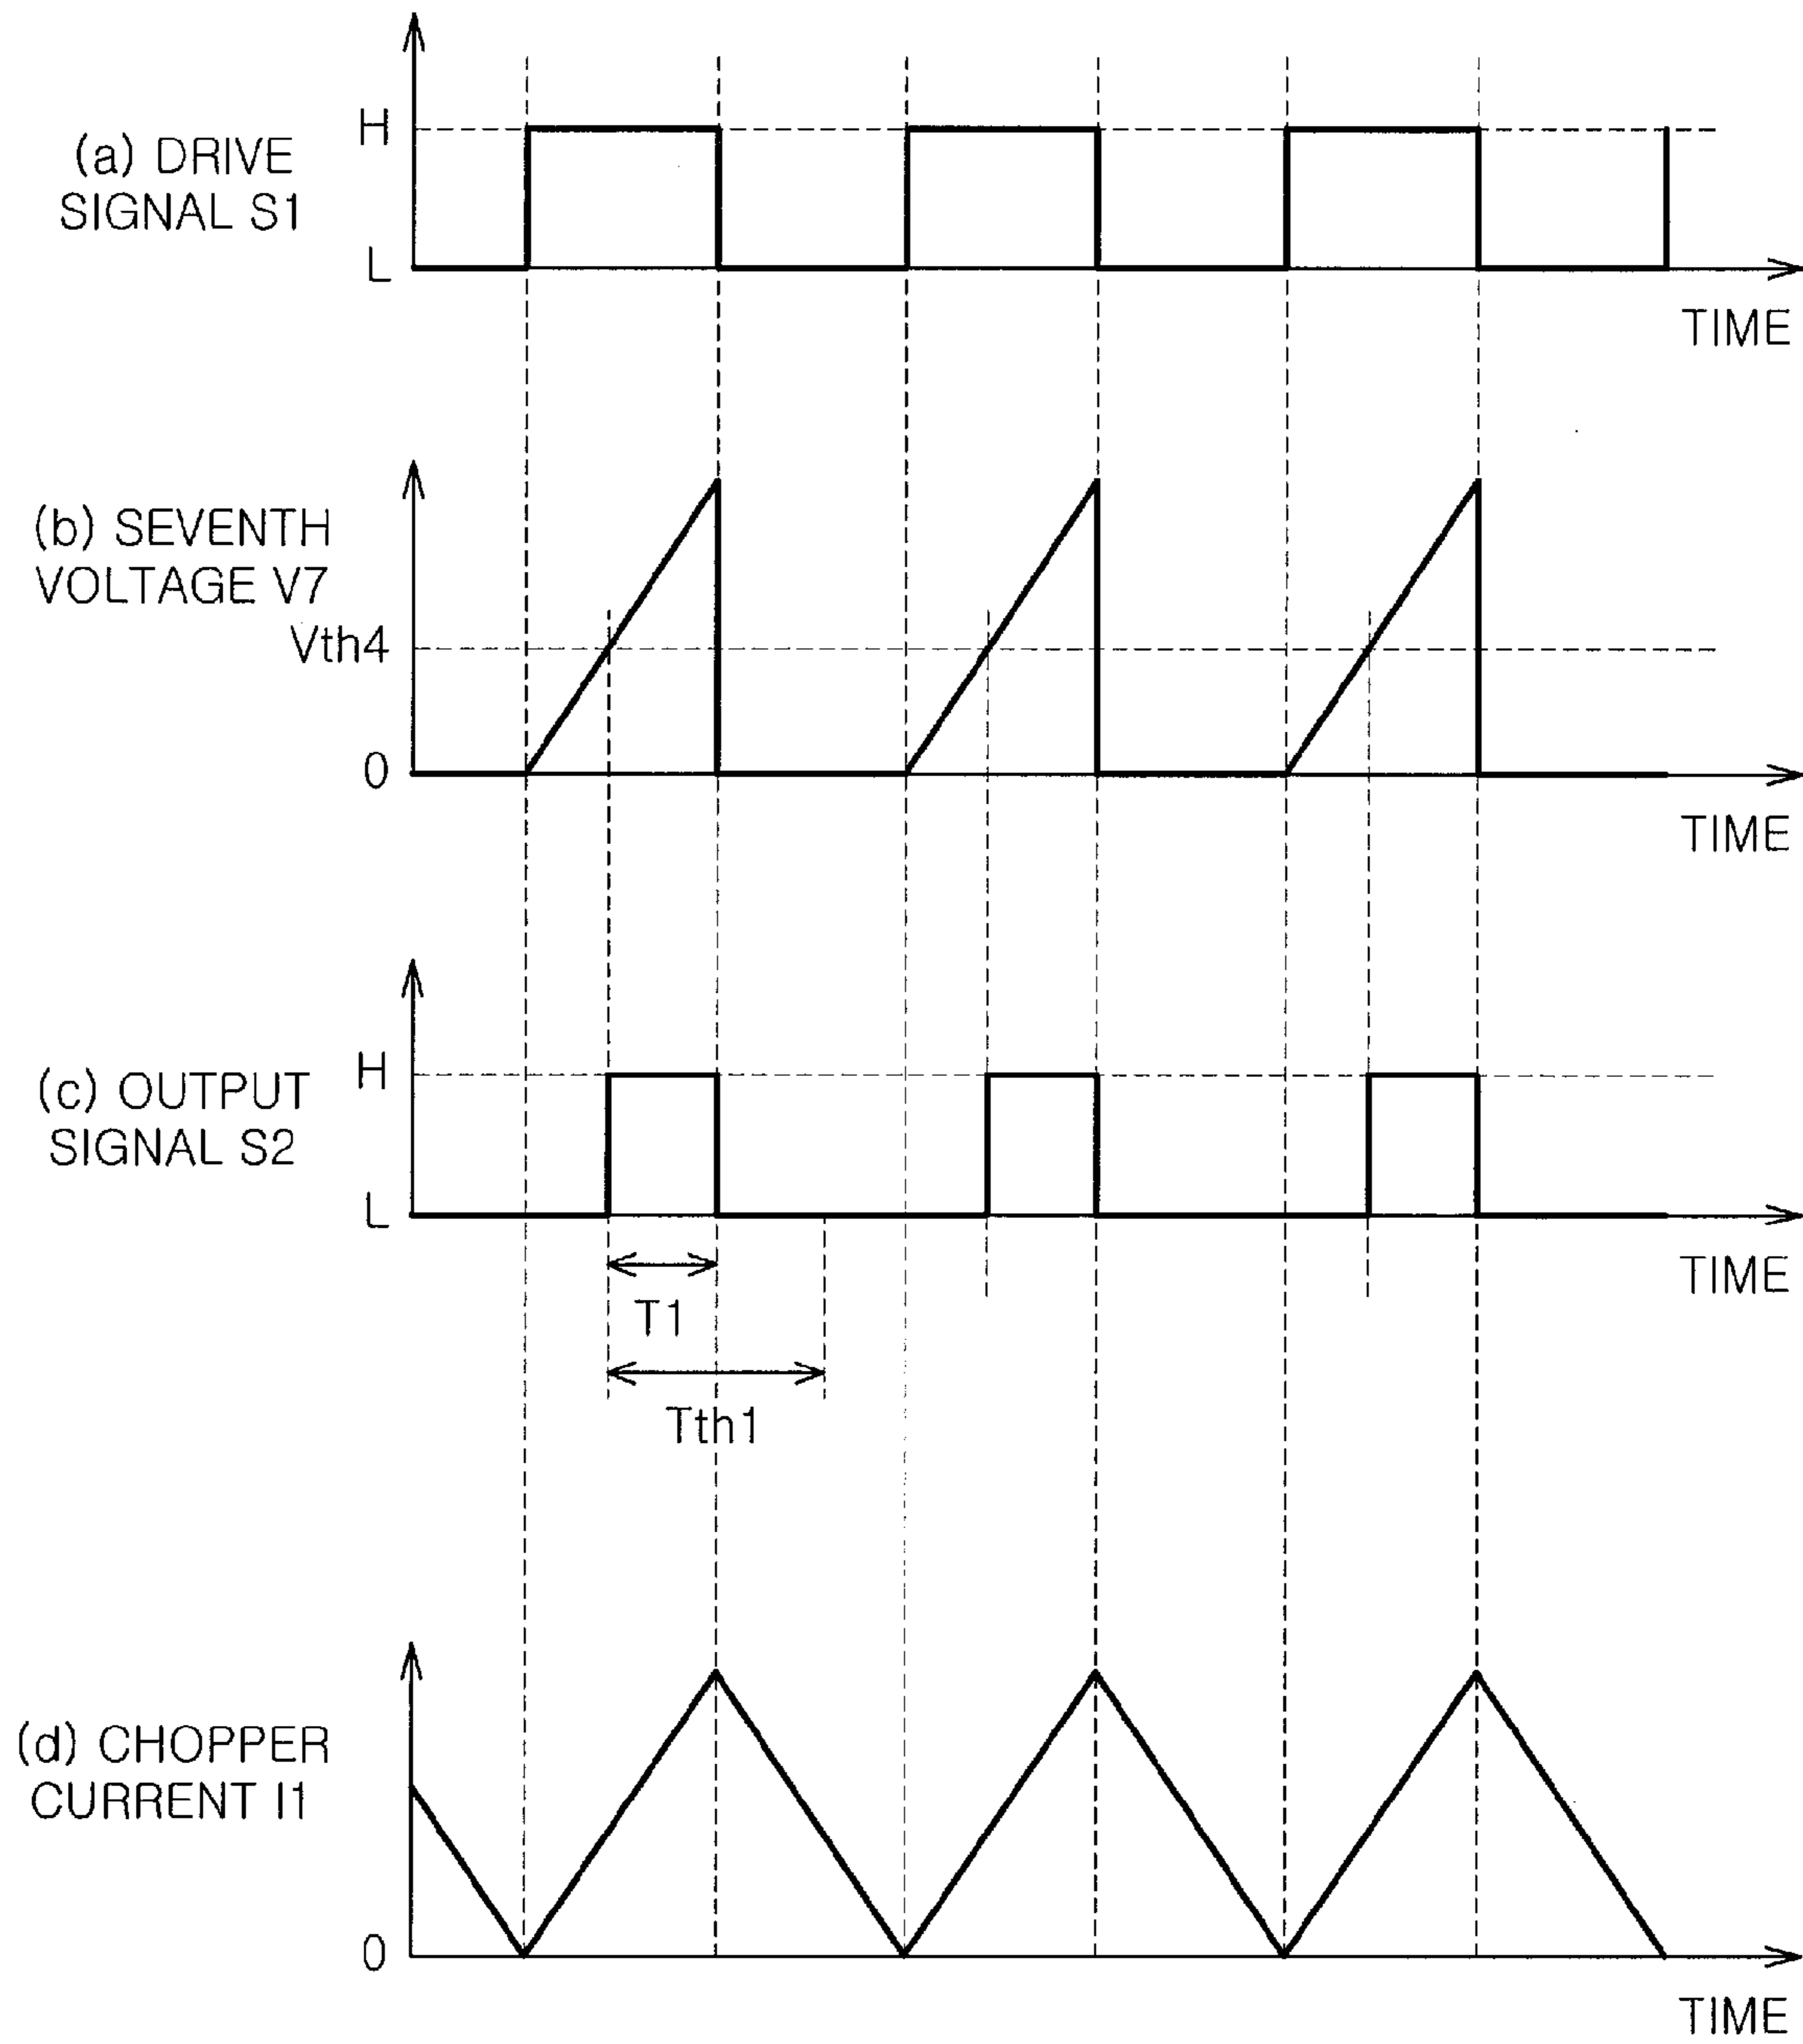 H
(a) DRIVE
SIGNAL S1
L
TIME
(b) SEVENTH
VOLTAGE V7
Vth4
0
TIME
H
(c) OUTPUT
SIGNAL S2
L
TIME
T1
Tth1
(d) CHOPPER
CURRENT I1
0
TIME